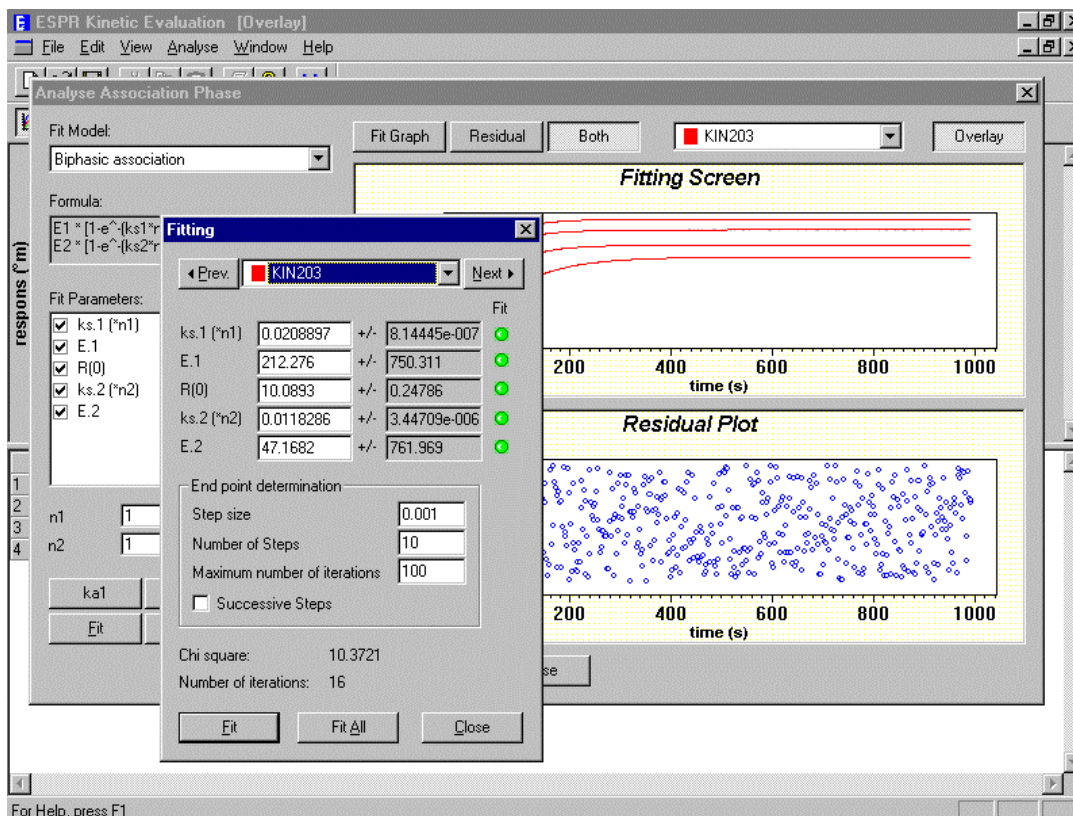 ESPR Kinetic Evaluation [Overlay]
File Edit View Analyse Window Help
Analyse Association Phase
Fit Model:
Biphasic association
Fit Graph Residual Both KIN203 Overlay
Formula:
E1 * [1-e^-(ks1*r
E2 * [1-e^-(ks2*r
Fitting Screen
respons (°m)
200 400 600 800 1000
time (s)
Fit Parameters:
ks.1 (*n1)
E.1
R(0)
ks.2 (*n2)
E.2
n1 1
n2 1
ka1
Fit
1
2
3
4
Residual Plot
200 400 600 800 1000
time (s)
se
Fitting
Prev. KIN203 Next
Fit
ks.1 (*n1) 0.0208897 +/- 8.14445e-007
E.1 212.276 +/- 750.311
R(0) 10.0893 +/- 0.24786
ks.2 (*n2) 0.0118286 +/- 3.44709e-006
E.2 47.1682 +/- 761.969
End point determination
Step size 0.001
Number of Steps 10
Maximum number of iterations 100
Successive Steps
Chi square: 10.3721
Number of iterations: 16
Fit Fit All Close
For Help, press F1